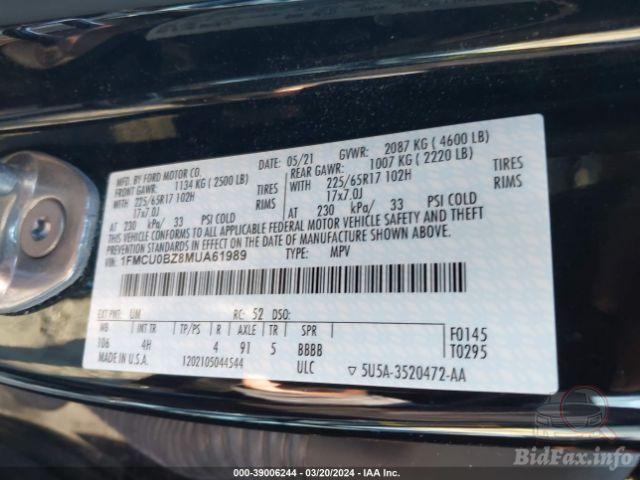 MFD. BY FORD MOTOR CO. DATE: 05/21 GVWR: 2087 KG ( 4600 LB)
FRONT GAWR: 1134 KG ( 2500 LB) REAR GAWR: 1007 KG ( 2220 LB)
WITH 225/65R17 102H TIRES WITH 225/65R17 102H TIRES
17x7.0J RIMS 17x7.0J RIMS
AT 230 kPa/ 33 PSI COLD AT 230 kPa/ 33 PSI COLD
THIS VEHICLE CONFORMS TO ALL APPLICABLE FEDERAL MOTOR VEHICLE SAFETY AND THEFT
PREVENTION STANDARDS IN EFFECT ON THE DATE OF MANUFACTURE SHOWN ABOVE.
VIN: 1FMCU0BZ8MUA61989 TYPE: MPV
EXT PNT: UM RC: 52 DSO:
WB INT TR TP/PS R AXLE TR SPR F0145
106 4H 4 91 5 BBBB T0295
MADE IN U.S.A. 1202105044544 ULC ▽ 5U5A-3520472-AA
BidFax.info
000-39006244 - 03/20/2024 - IAA Inc.